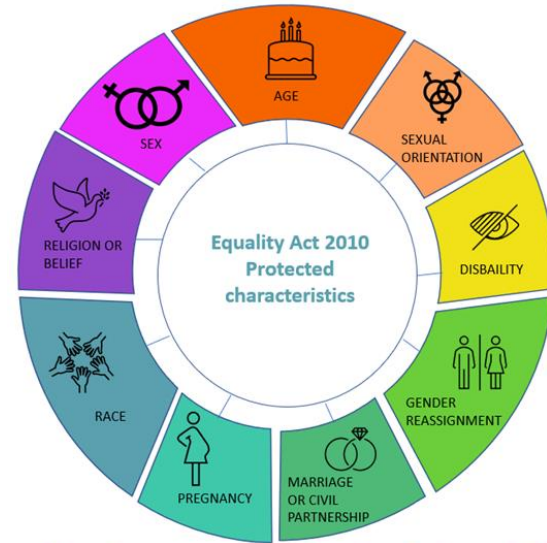 Equality Act 2010
Protected
characteristics
AGE
SEXUAL
ORIENTATION
DISBAILITY
GENDER
REASSIGNMENT
MARRIAGE
OR CIVIL
PARTNERSHIP
PREGNANCY
RACE
RELIGION OR
BELIEF
SEX